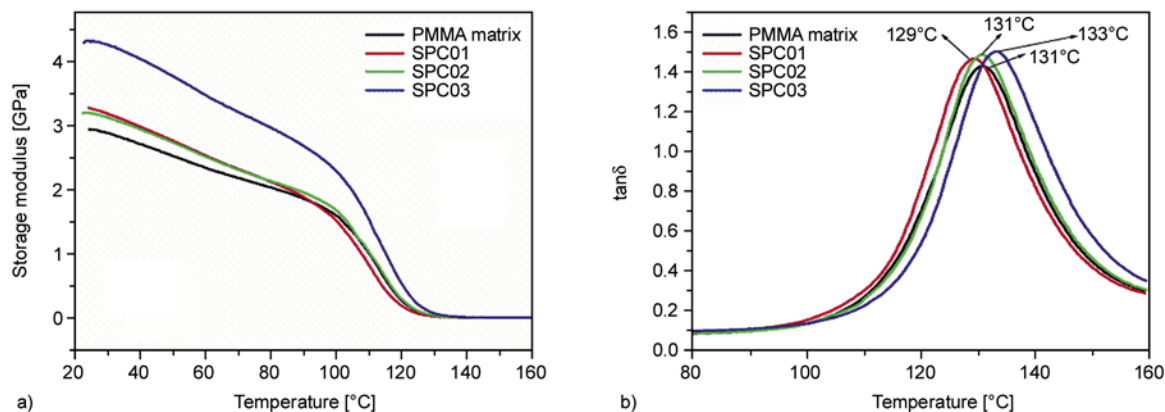 PMMA matrix
SPC01
SPC02
SPC03
Storage modulus [GPa]
4
3
2
1
0
20 40 60 80 100 120 140 160
Temperature [°C]
a)
PMMA matrix
SPC01
SPC02
SPC03
129°C
131°C
133°C
131°C
tanδ
1.6
1.4
1.2
1.0
0.8
0.6
0.4
0.2
0.0
80 100 120 140 160
Temperature [°C]
b)